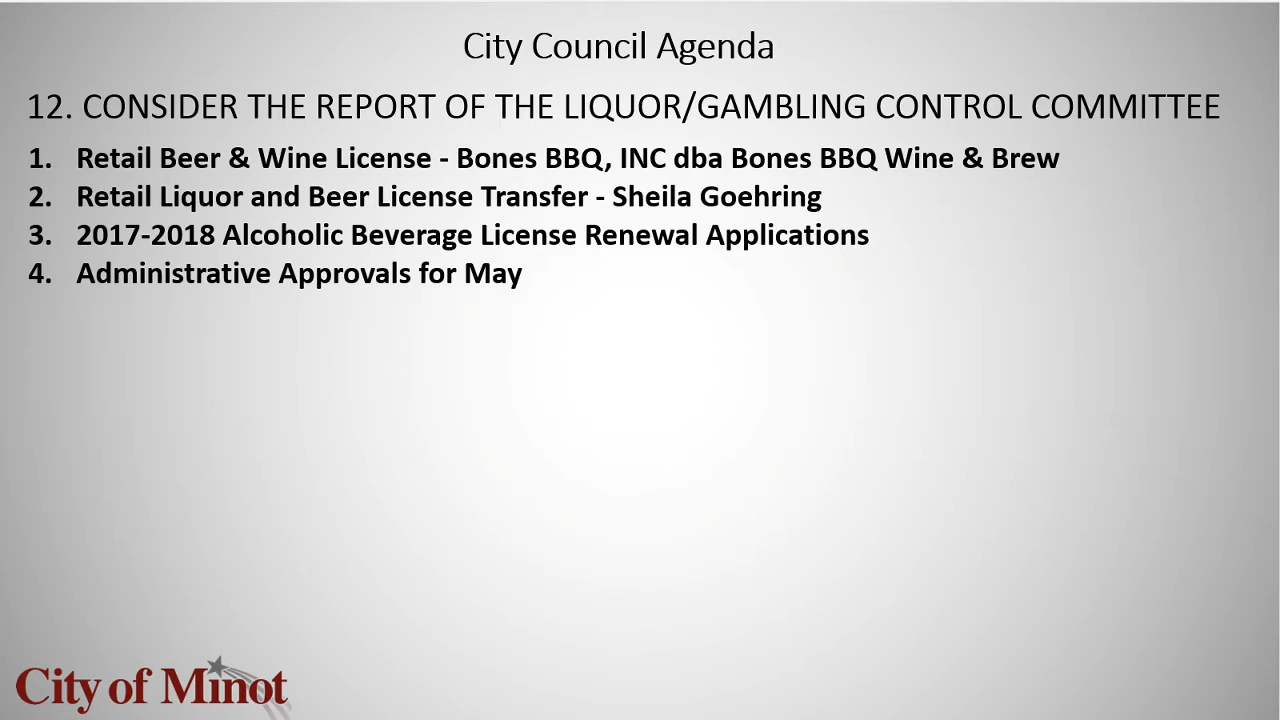 City Council Agenda
12. CONSIDER THE REPORT OF THE LIQUOR/GAMBLING CONTROL COMMITTEE
1. Retail Beer & Wine License - Bones BBQ, INC dba Bones BBQ Wine & Brew
2. Retail Liquor and Beer License Transfer - Sheila Goehring
3. 2017-2018 Alcoholic Beverage License Renewal Applications
4. Administrative Approvals for May
City of Minot